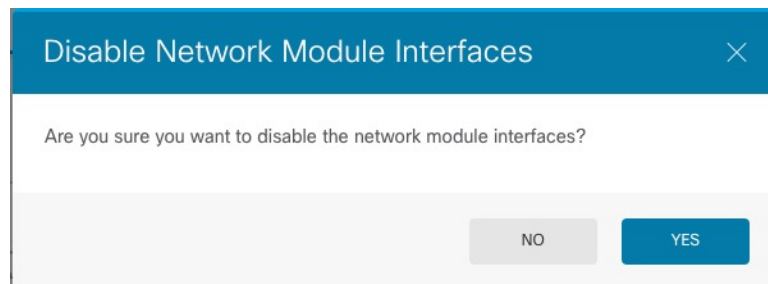 Disable Network Module Interfaces
Are you sure you want to disable the network module interfaces?
NO
YES